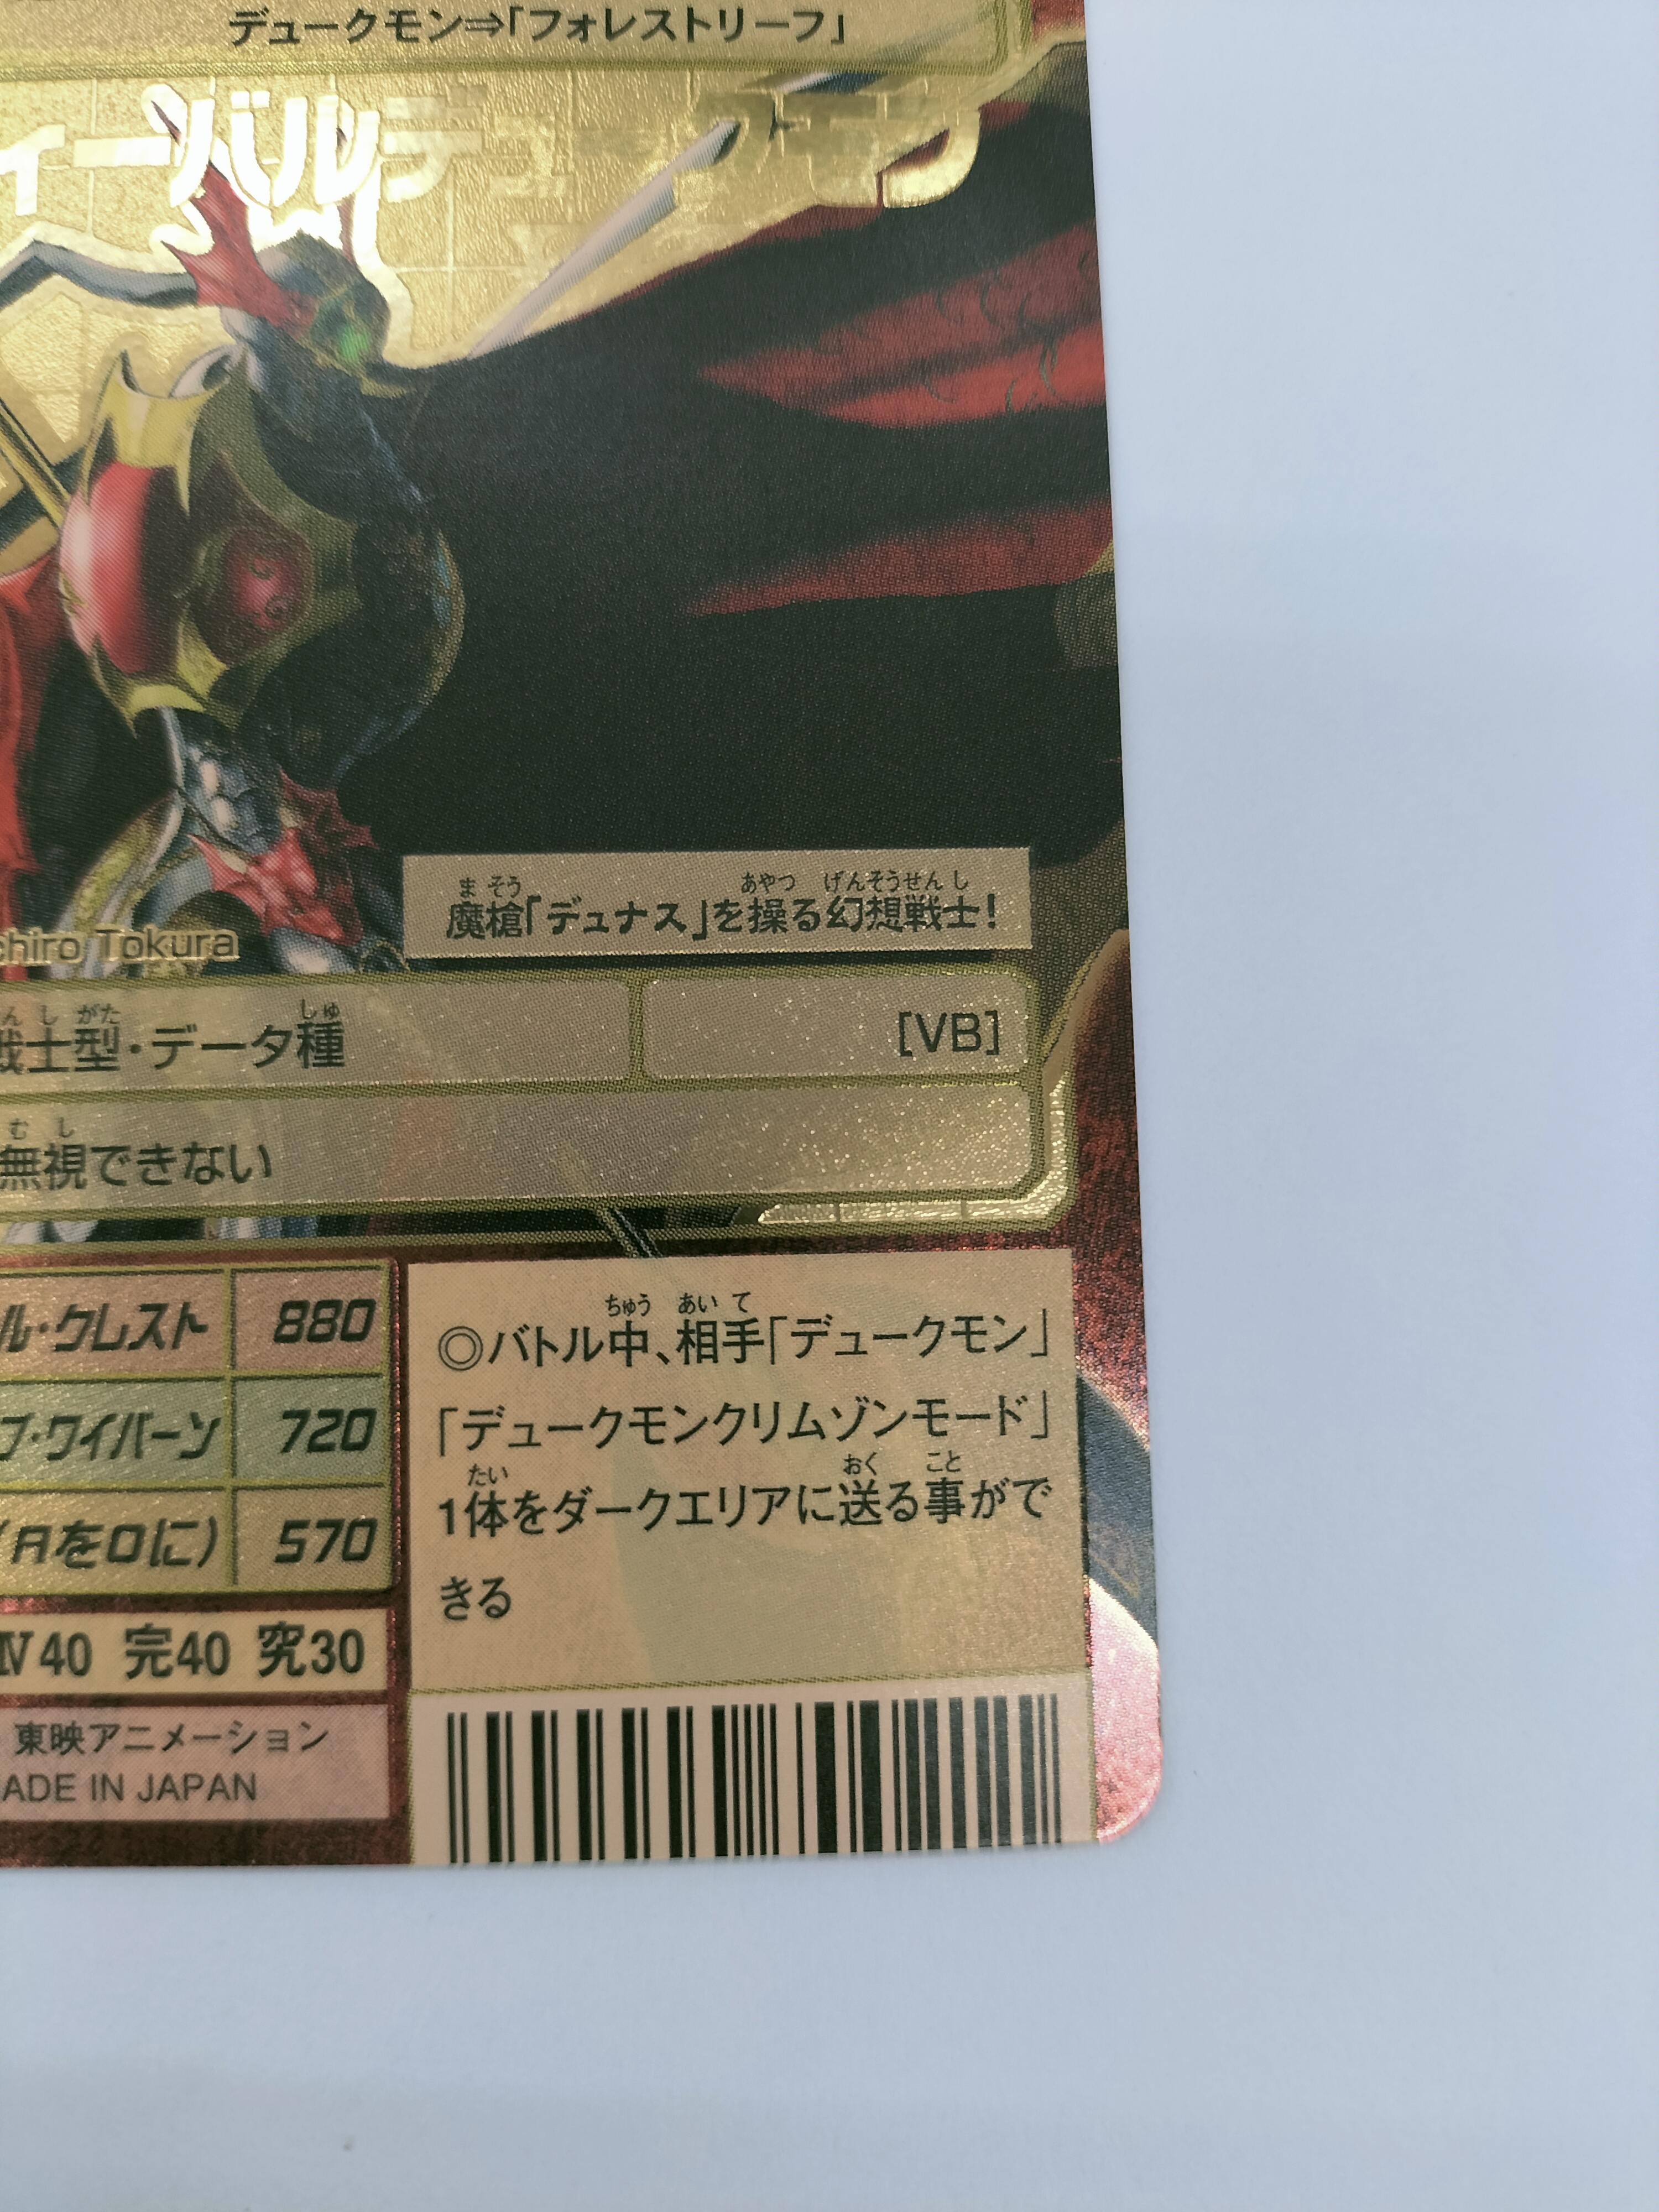 デュークモン⇒「フォレストリーフ」
ィーバルデュークモン
ま そう あやつ げんそうせん し
魔槍「デュナス」を操る幻想戦士!
chiro Tokura
ん し がた しゅ
戦士型・データ種
[VB]
む し
無視できない
ル・クレスト 880
ブ・ワイバーン 720
(Aを0に) 570
Ⅳ40 完40 究30
東映アニメーション
ADE IN JAPAN
ちゅう あい て
◎バトル中、相手「デュークモン」
「デュークモンクリムゾンモード」
たい おく こと
1体をダークエリアに送る事がで
きる